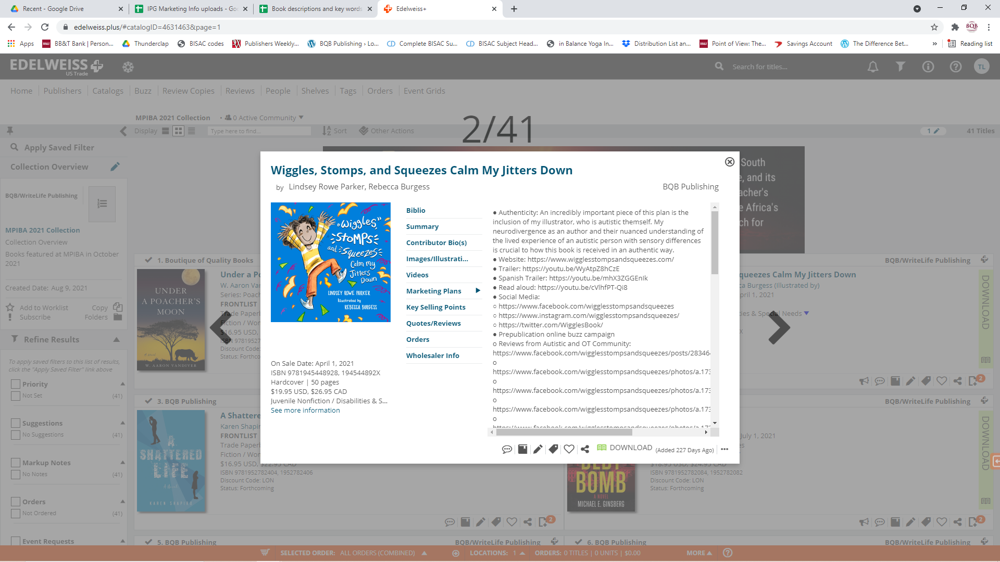 Recent - Google Drive
IPG Marketing Info uploads - Goo
Book descriptions and key words
Edelweiss+
edelweiss.plus/#catalogID=4631463&page=1
BQB
Apps
BB&T Bank | Person...
Thunderclap
BISAC codes
Publishers Weekly...
BQB Publishing › Lo...
Complete BISAC Su...
BISAC Subject Head...
in Balance Yoga In...
Distribution List an...
Point of View: The...
Savings Account
The Difference Bet...
»
Reading list
EDELWEISS
US Trade
Search for titles...
TL
Home
Publishers
Catalogs
Buzz
Review Copies
Reviews
People
Shelves
Tags
Orders
Event Grids
MPIBA 2021 Collection
• 0 Active Community
2/41
Display
Type here to find...
Sort
Other Actions
1
41 Titles
Apply Saved Filter
Collection Overview
BQB/WriteLife Publishing
MPIBA 2021 Collection
Collection Overview
Books featured at MPIBA in October
2021
Created Date: Aug 9, 2021
Add to Worklist
Copy
Subscribe
Folders
Refine Results
To apply saved filters to this list of results,
click the "Apply Saved Filter" link above
Priority
Not Set (41)
Suggestions
No Suggestions (41)
Markup Notes
No Notes (41)
Orders
Not Ordered (41)
Event Requests
South
e, and its
acher's
e Africa's
ch for
1. Boutique of Quality Books
UNDER
A POACHER'S
MOON
W. AARON VANDIVER
Under a Po
W. Aaron Van
Series: Poach
FRONTLIST
Trade Paperb
Fiction / Wor
$16.95 USD,
ISBN 9781952
Discount Code:
Status: Forthco
Wiggles, Stomps, and Squeezes Calm My Jitters Down
by Lindsey Rowe Parker, Rebecca Burgess
BQB Publishing
"Wiggles,
Stomps
and Squeezes
Calm my
Jitters
Down
LINDSEY ROWE PARKER
Illustrated by
REBECCA BURGESS
On Sale Date: April 1, 2021
ISBN 9781945448928, 194544892X
Hardcover | 50 pages
$19.95 USD, $26.95 CAD
Juvenile Nonfiction / Disabilities & S...
See more information
Biblio
Summary
Contributor Bio(s)
Images/Illustrati...
Videos
Marketing Plans
Key Selling Points
Quotes/Reviews
Orders
Wholesaler Info
● Authenticity: An incredibly important piece of this plan is the
inclusion of my illustrator, who is autistic themself. My
neurodivergence as an author and their nuanced understanding of
the lived experience of an autistic person with sensory differences
is crucial to how this book is received in an authentic way.
● Website: https://www.wigglesstompsandsqueezes.com/
● Trailer: https://youtu.be/WyAtpZ8hCzE
● Spanish Trailer: https://youtu.be/mhX3ZGGEnIk
● Read aloud: https://youtu.be/cVlhfPT-Qi8
● Social Media:
○ https://www.facebook.com/wigglesstompsandsqueezes
○ https://www.instagram.com/wigglesstompsandsqueezes/
○ https://twitter.com/WigglesBook/
● Prepublication online buzz campaign
o Reviews from Autistic and OT Community:
https://www.facebook.com/wigglesstompsandsqueezes/posts/283464
o
https://www.facebook.com/wigglesstompsandsqueezes/photos/a.173
o
https://www.facebook.com/wigglesstompsandsqueezes/photos/a.173
o
https://www.facebook.com/wigglesstompsandsqueezes/photos/a.173
o
https://www.facebook.com/wigglesstompsandsqueezes/photos/a.173
DOWNLOAD (Added 227 Days Ago)
BQB/WriteLife Publishing
queezes Calm My Jitters Down
ca Burgess (Illustrated by)
pril 1, 2021
ties & Special Needs
X
DOWNLOAD
2
3. BQB Publishing
A
SHATTERED
LIFE
A Novel
KAREN SHAPIRO
A Shattere
Karen Shapir
FRONTLIST
Trade Paperb
Fiction / Wor
$16.95 USD, $22.95 CAD
ISBN 9781952782404, 1952782406
Discount Code: LON
Status: Forthcoming
2
BQB/WriteLife Publishing
DEBT
BOMB
A NOVEL
MICHAEL E. GINSBERG
July 1, 2021
es
$18.95 USD, $24.95 CAD
ISBN 9781952782084, 1952782082
Discount Code: LON
Status: Forthcoming
DOWNLOAD
2
5. BQB Publishing
BQB/WriteLife Publishing
6. BQB Publishing
BQB/WriteLife Publishing
SELECTED ORDER: ALL ORDERS (COMBINED)
LOCATIONS: 1
ORDERS: 0 TITLES | 0 UNITS | $0.00
MORE